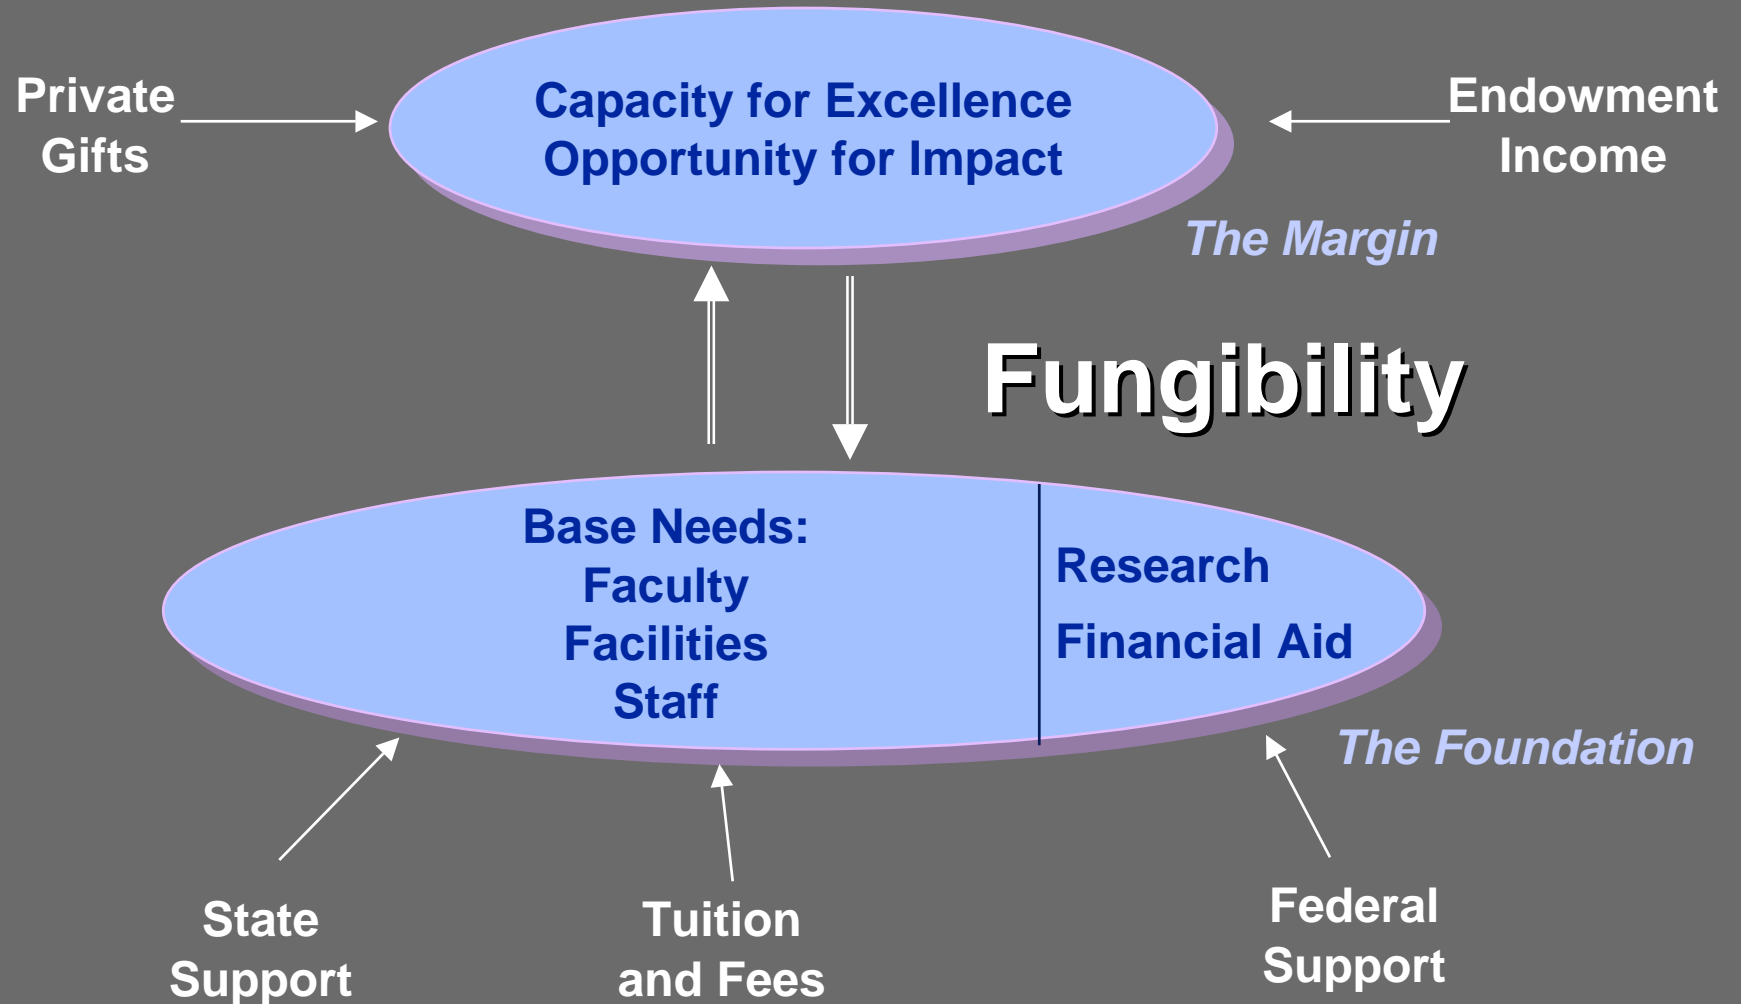 Private
Gifts
Capacity for Excellence
Opportunity for Impact
Endowment
Income
The Margin
Fungibility
Base Needs:
Faculty
Facilities
Staff
Research
Financial Aid
The Foundation
State
Support
Tuition
and Fees
Federal
Support